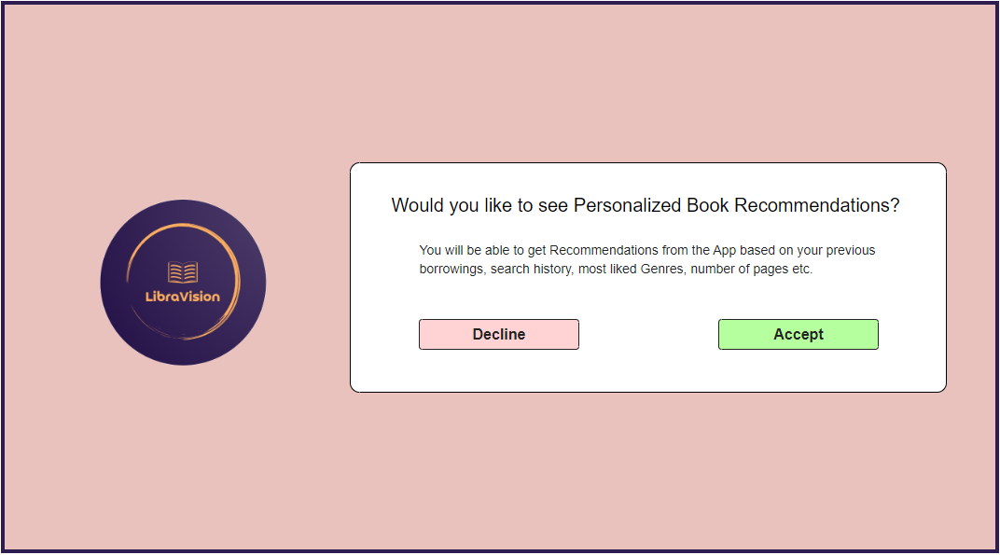 LibraVision
Would you like to see Personalized Book Recommendations?
You will be able to get Recommendations from the App based on your previous
borrowings, search history, most liked Genres, number of pages etc.
Decline
Accept